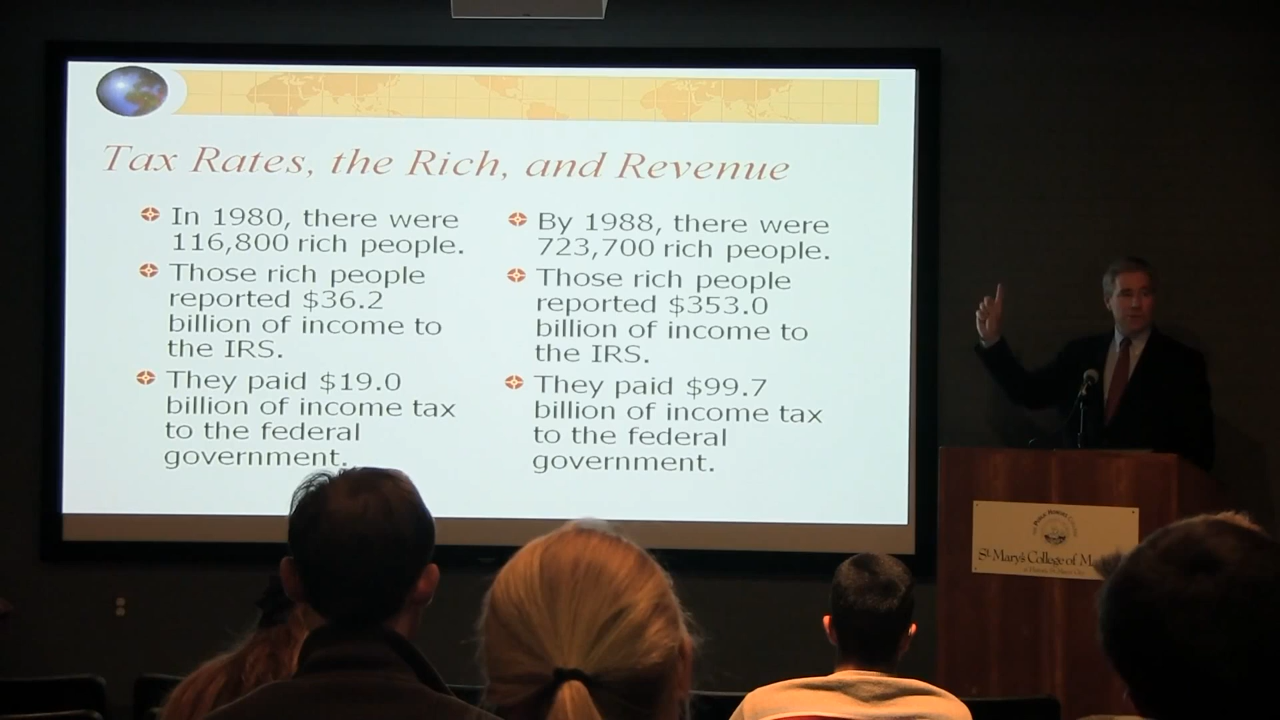 Tax Rates, the Rich, and Revenue
In 1980, there were
116,800 rich people.
Those rich people
reported $36.2
billion of income to
the IRS.
They paid $19.0
billion of income tax
to the federal
government.
By 1988, there were
723,700 rich people.
Those rich people
reported $353.0
billion of income to
the IRS.
They paid $99.7
billion of income tax
to the federal
government.
St. Mary's College of